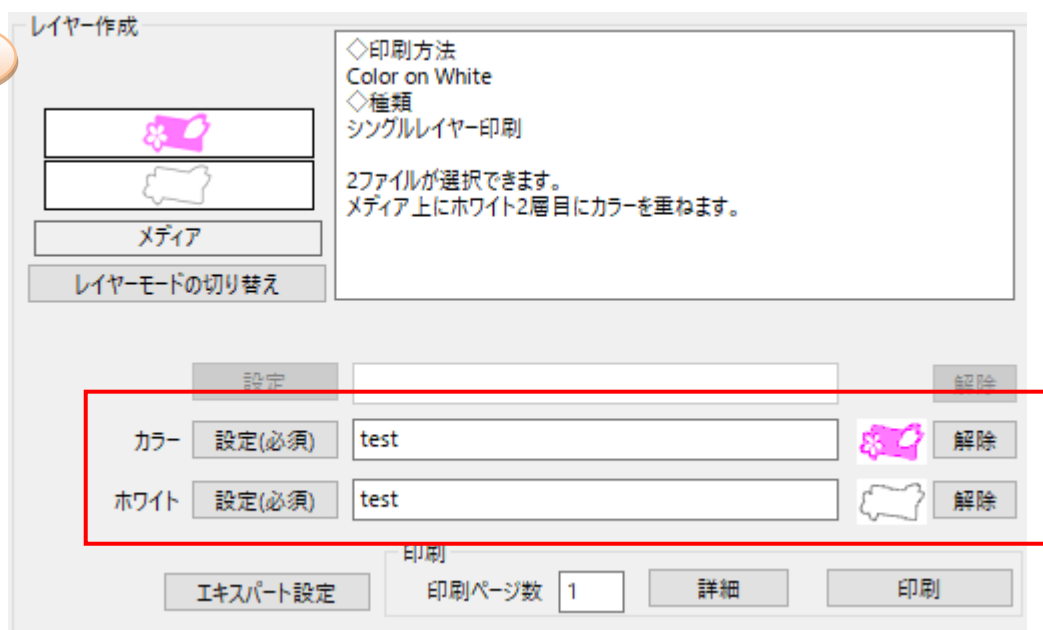 レイヤー作成
◇印刷方法
Color on White
◇種類
シングルレイヤー印刷
2ファイルが選択できます。
メディア上にホワイト2層目にカラーを重ねます。
メディア
レイヤーモードの切り替え
設定
解除
カラー 設定(必須) test 解除
ホワイト 設定(必須) test 解除
印刷
エキスパート設定 印刷ページ数 1 詳細 印刷